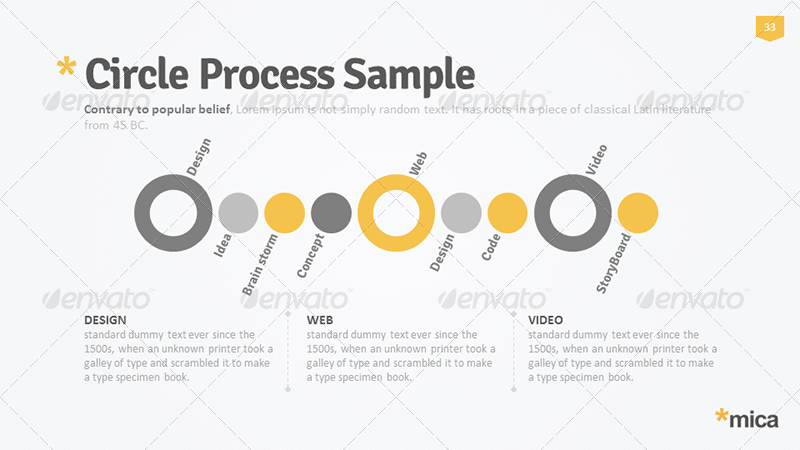 33
* Circle Process Sample
Contrary to popular belief, Lorem Ipsum is not simply random text. It has roots in a piece of classical Latin literature
from 45 BC.
Design
Web
Video
Idea
Brain storm
Concept
Design
Code
StoryBoard
envato envato envato envato
envato envato envato envato
DESIGN
standard dummy text ever since the
1500s, when an unknown printer took a
galley of type and scrambled it to make
a type specimen book.
WEB
standard dummy text ever since the
1500s, when an unknown printer took a
galley of type and scrambled it to make
a type specimen book.
VIDEO
standard dummy text ever since the
1500s, when an unknown printer took a
galley of type and scrambled it to make
a type specimen book.
*mica